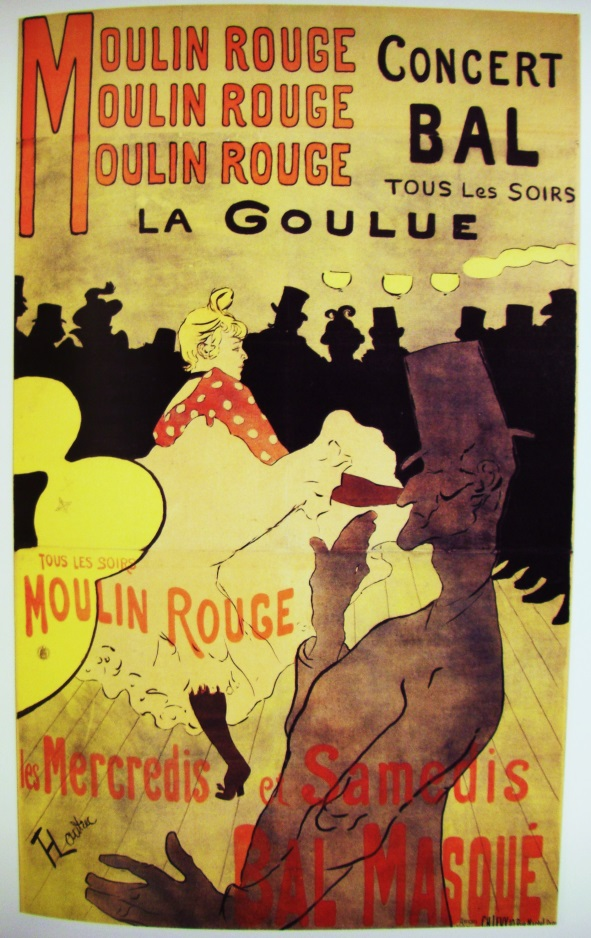 MOULIN ROUGE
MOULIN ROUGE
MOULIN ROUGE
CONCERT
BAL
TOUS Les SOIRS
LA GOULUE
TOUS LES SOIRS
MOULIN ROUGE
les Mercredis et Samedis
BAL MASQUÉ
HTLautrec